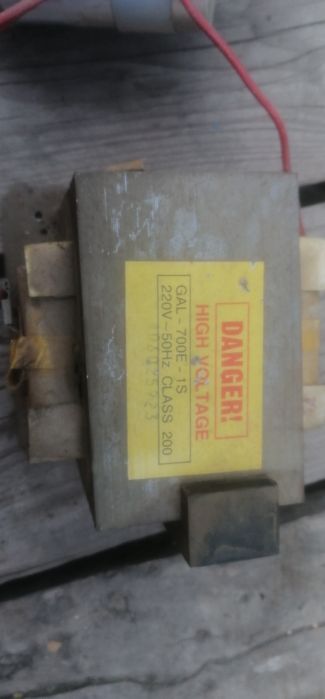 DANGER!
HIGH VOLTAGE
GAL-700E-1S
220V~50Hz CLASS 200